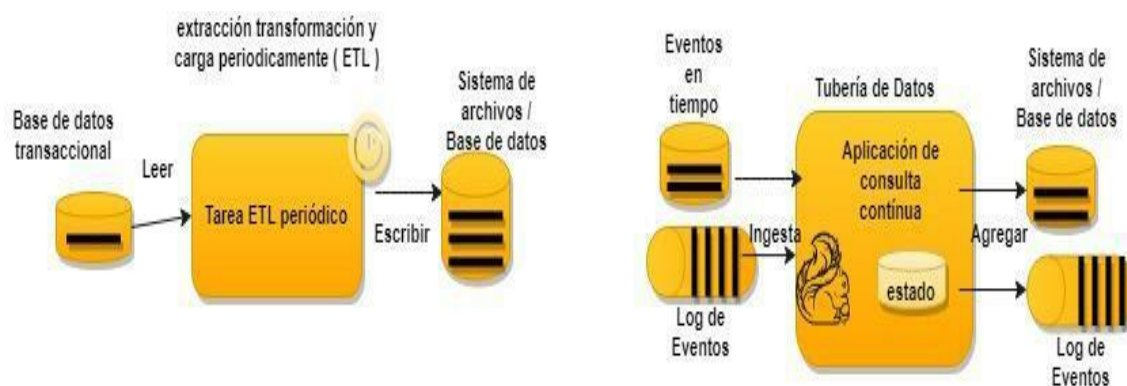 extracción transformación y
carga periodicamente ( ETL )
Base de datos
transaccional
Leer
Tarea ETL periódico
Escribir
Sistema de
archivos /
Base de datos
Eventos
en
tiempo
Log de
Eventos
Ingesta
Tubería de Datos
Aplicación de
consulta
contínua
estado
Agregar
Sistema de
archivos /
Base de datos
Log de
Eventos